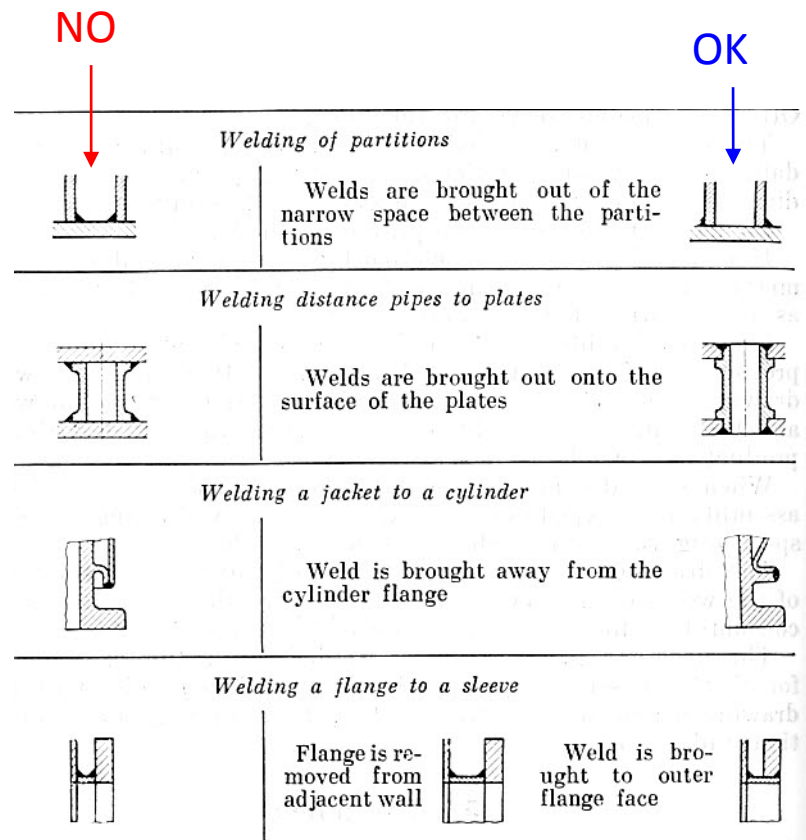 NO
OK
Welding of partitions
Welds are brought out of the
narrow space between the parti-
tions
Welding distance pipes to plates
Welds are brought out onto the
surface of the plates
Welding a jacket to a cylinder
Weld is brought away from the
cylinder flange
Welding a flange to a sleeve
Flange is re-
moved from
adjacent wall
Weld is bro-
ught to outer
flange face